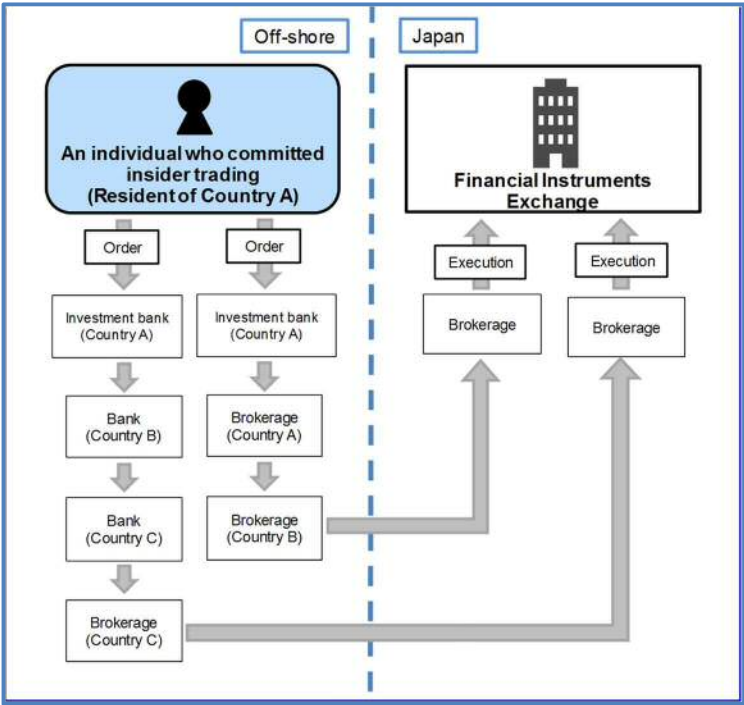 Off-shore
Japan
An individual who committed
insider trading
(Resident of Country A)
Financial Instruments
Exchange
Order
Order
Execution
Execution
Investment bank
(Country A)
Investment bank
(Country A)
Brokerage
Brokerage
Bank
(Country B)
Brokerage
(Country A)
Bank
(Country C)
Brokerage
(Country B)
Brokerage
(Country C)